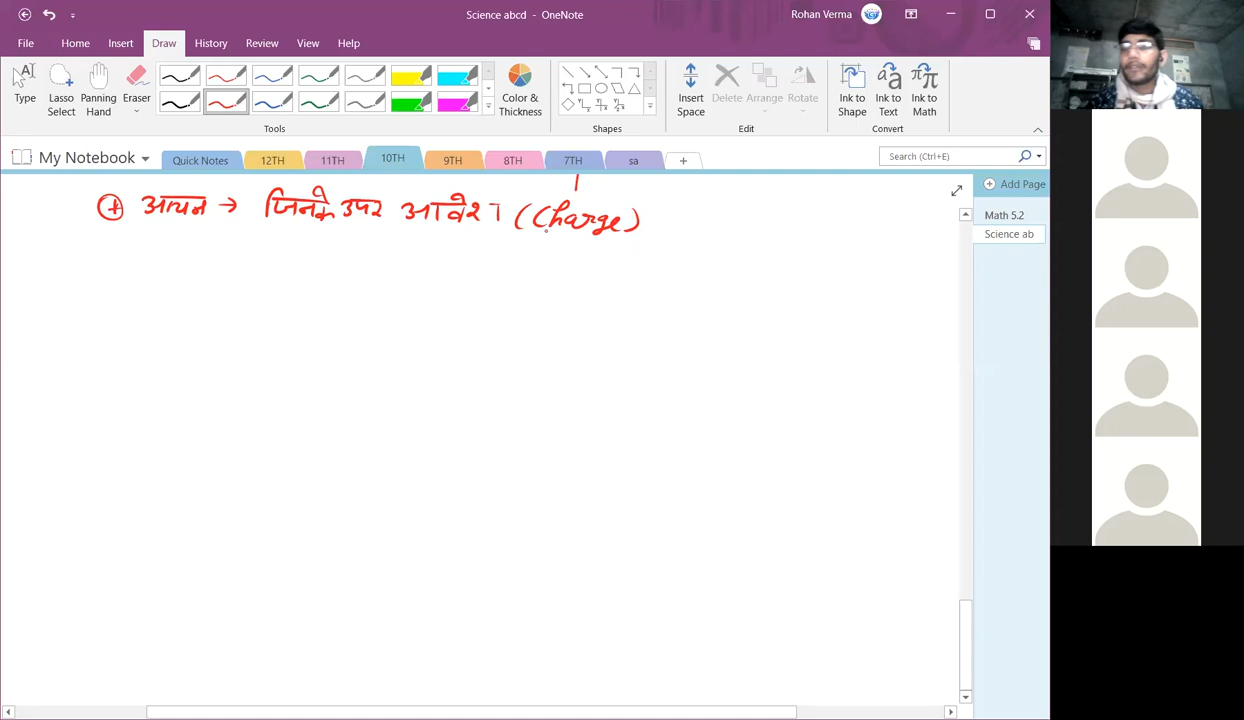 Science abcd - OneNote
Rohan Verma
File Home Insert Draw History Review View Help
Type
Lasso Select
Panning Hand
Eraser
Color & Thickness
Insert Space
Delete
Arrange
Rotate
Ink to Shape
Ink to Text
Ink to Math
Tools
Shapes
Edit
Convert
My Notebook
Quick Notes 12TH 11TH 10TH 9TH 8TH 7TH sa
Search (Ctrl+E)
Add Page
Math 5.2
Science ab
आयन → जिनके उपर आवेश (Charge)